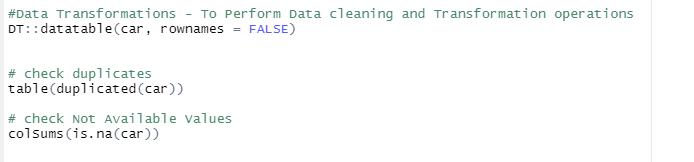 #Data Transformations - To Perform Data cleaning and Transformation operations
DT::datatable(car, rownames = FALSE)
# check duplicates
table(duplicated(car))
# check Not Available Values
colSums(is.na(car))